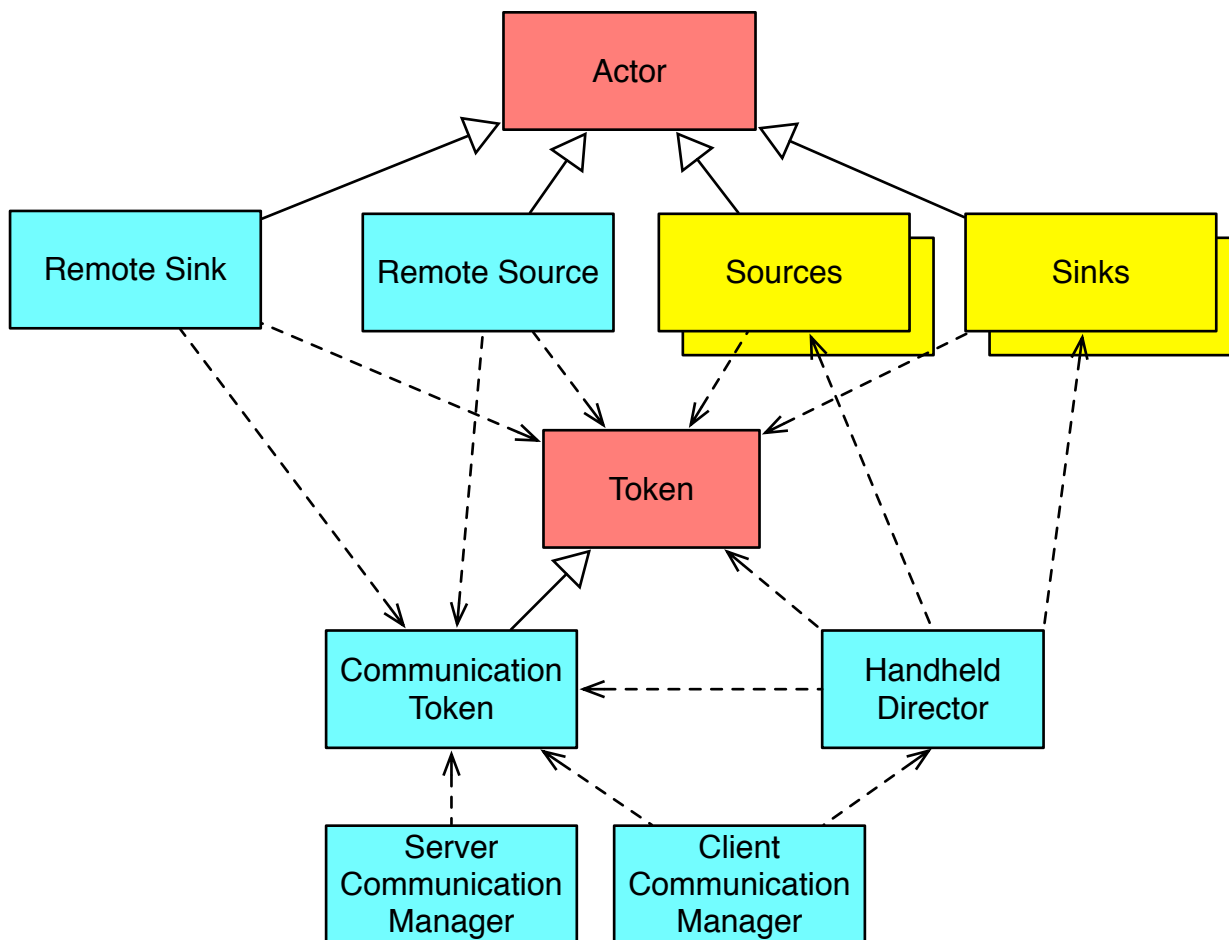 Actor
Remote Sink
Remote Source
Sources
Sinks
Token
Communication
Token
Handheld
Director
Server
Communication
Manager
Client
Communication
Manager